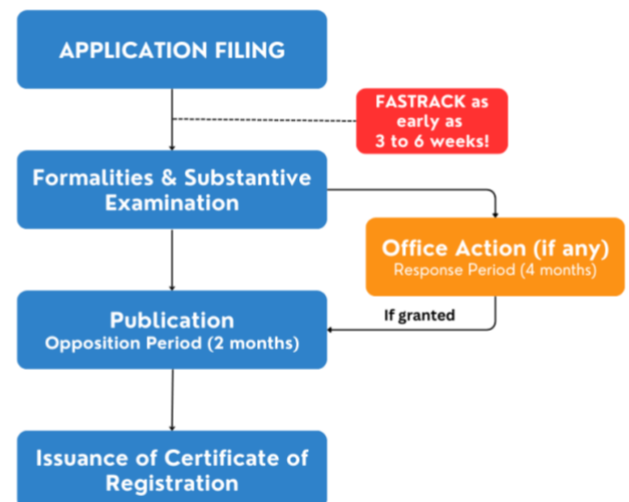 APPLICATION FILING
FASTRACK as
early as
3 to 6 weeks!
Formalities & Substantive
Examination
Office Action (if any)
Response Period (4 months)
If granted
Publication
Opposition Period (2 months)
Issuance of Certificate of
Registration